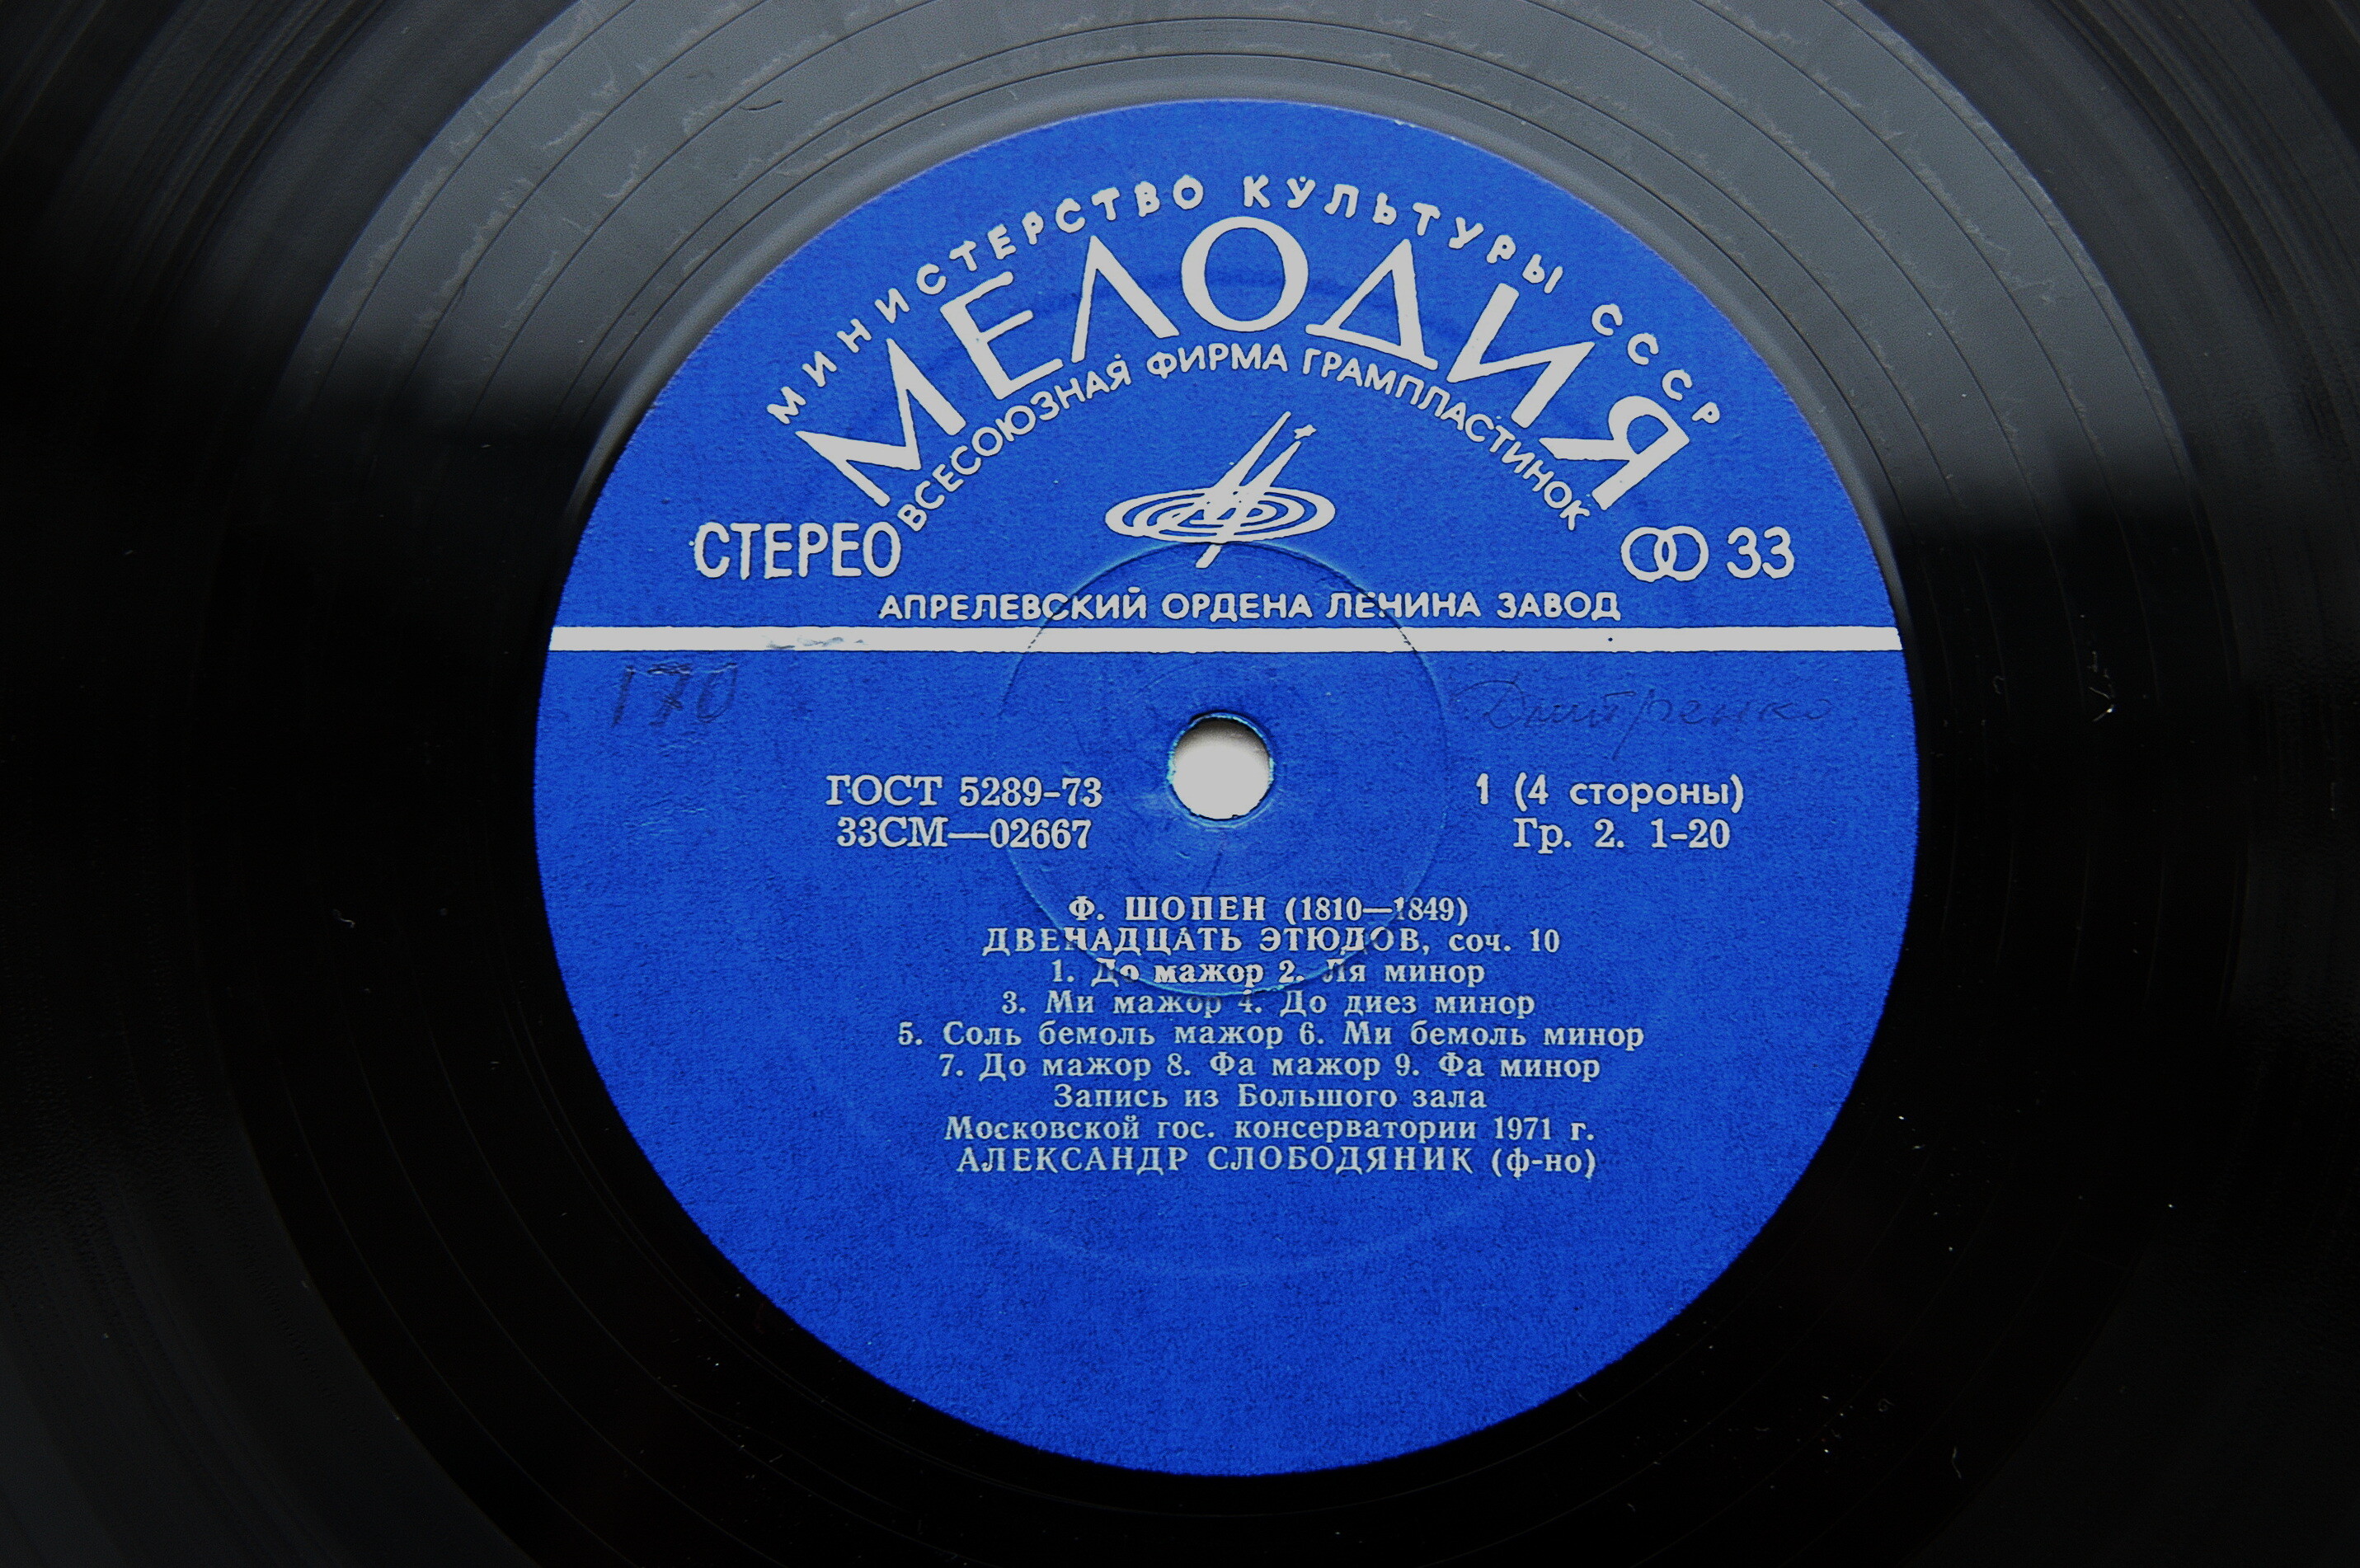 МИНИСТЕРСТВО КУЛЬТУРЫ СССР
МЕЛОДИЯ
ВСЕСОЮЗНАЯ ФИРМА ГРАМПЛАСТИНОК
СТЕРЕО 33
АПРЕЛЕВСКИЙ ОРДЕНА ЛЕНИНА ЗАВОД
170 Дмитренко
ГОСТ 5289-73 1 (4 стороны)
33СМ—02667 Гр. 2. 1-20
Ф. ШОПЕН (1810—1849)
ДВЕНАДЦАТЬ ЭТЮДОВ, соч. 10
1. До мажор 2. Ля минор
3. Ми мажор 4. До диез минор
5. Соль бемоль мажор 6. Ми бемоль минор
7. До мажор 8. Фа мажор 9. Фа минор
Запись из Большого зала
Московской гос. консерватории 1971 г.
АЛЕКСАНДР СЛОБОДЯНИК (ф-но)